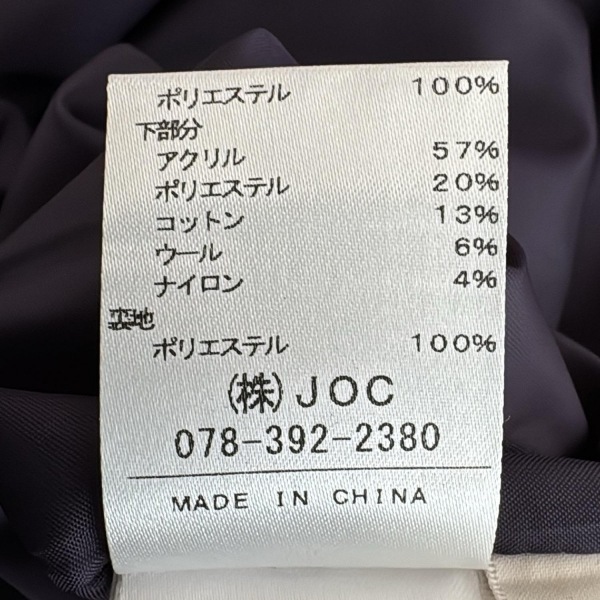 ポリエステル 100%
下部分
アクリル 57%
ポリエステル 20%
コットン 13%
ウール 6%
ナイロン 4%
裏地
ポリエステル 100%
(株)JOC
078-392-2380
MADE IN CHINA